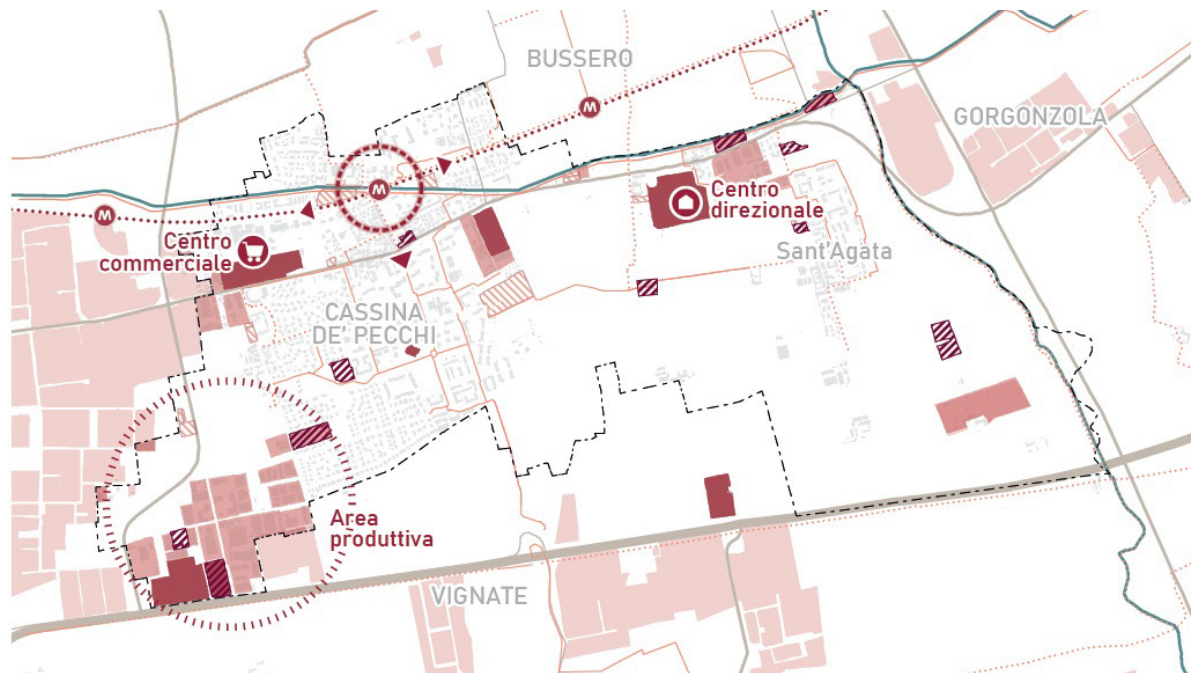 BUSSERO
GORGONZOLA
M
M
M
Centro
direzionale
Centro
commerciale
Sant'Agata
CASSINA
DE' PECCHI
Area
produttiva
VIGNATE